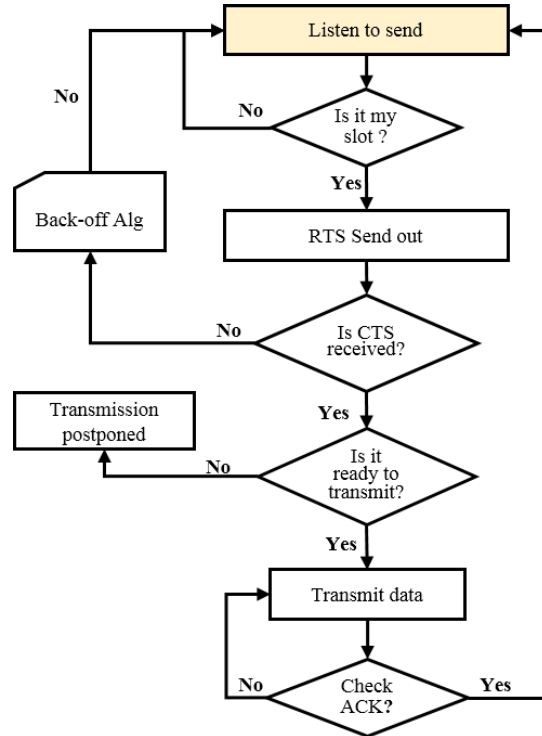 Listen to send
No
No
Is it my
slot ?
Yes
Back-off Alg
RTS Send out
No
Is CTS
received?
Yes
Transmission
postponed
No
Is it
ready to
transmit?
Yes
Transmit data
No
Check
ACK?
Yes